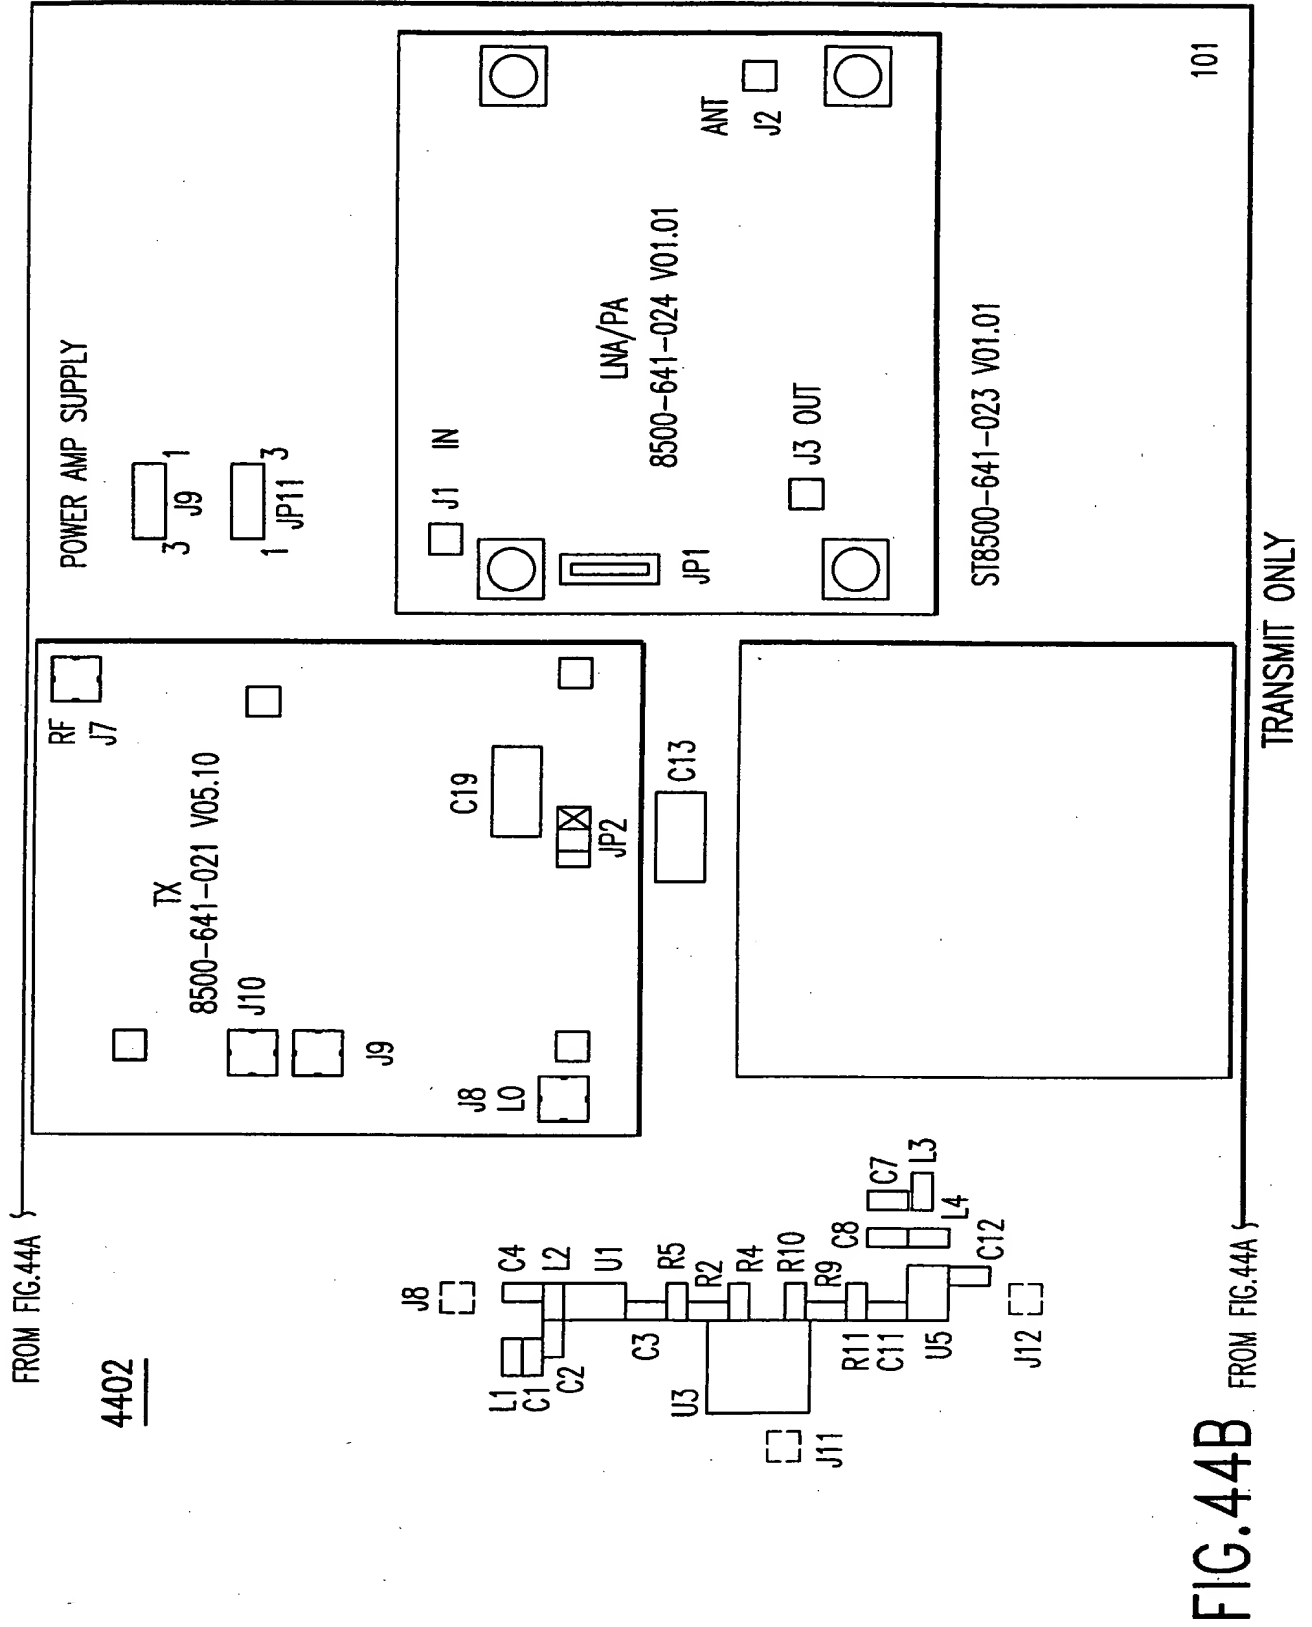 FROM FIG.44A
4402
J8
C4
L2
U1
L1
C1
C2
C3
R5
R2
R4
R10
R9
R11
C11
U3
J11
U5
J12
C8
C7
L3
L4
C12
FROM FIG.44A
TX
8500-641-021 V05.10
RF
J7
J10
J9
J8
LO
C19
JP2
C13
POWER AMP SUPPLY
3
1
J9
1
3
JP11
J1
IN
LNA/PA
8500-641-024 V01.01
ANT
J2
JP1
J3 OUT
ST8500-641-023 V01.01
101
TRANSMIT ONLY
FIG.44B